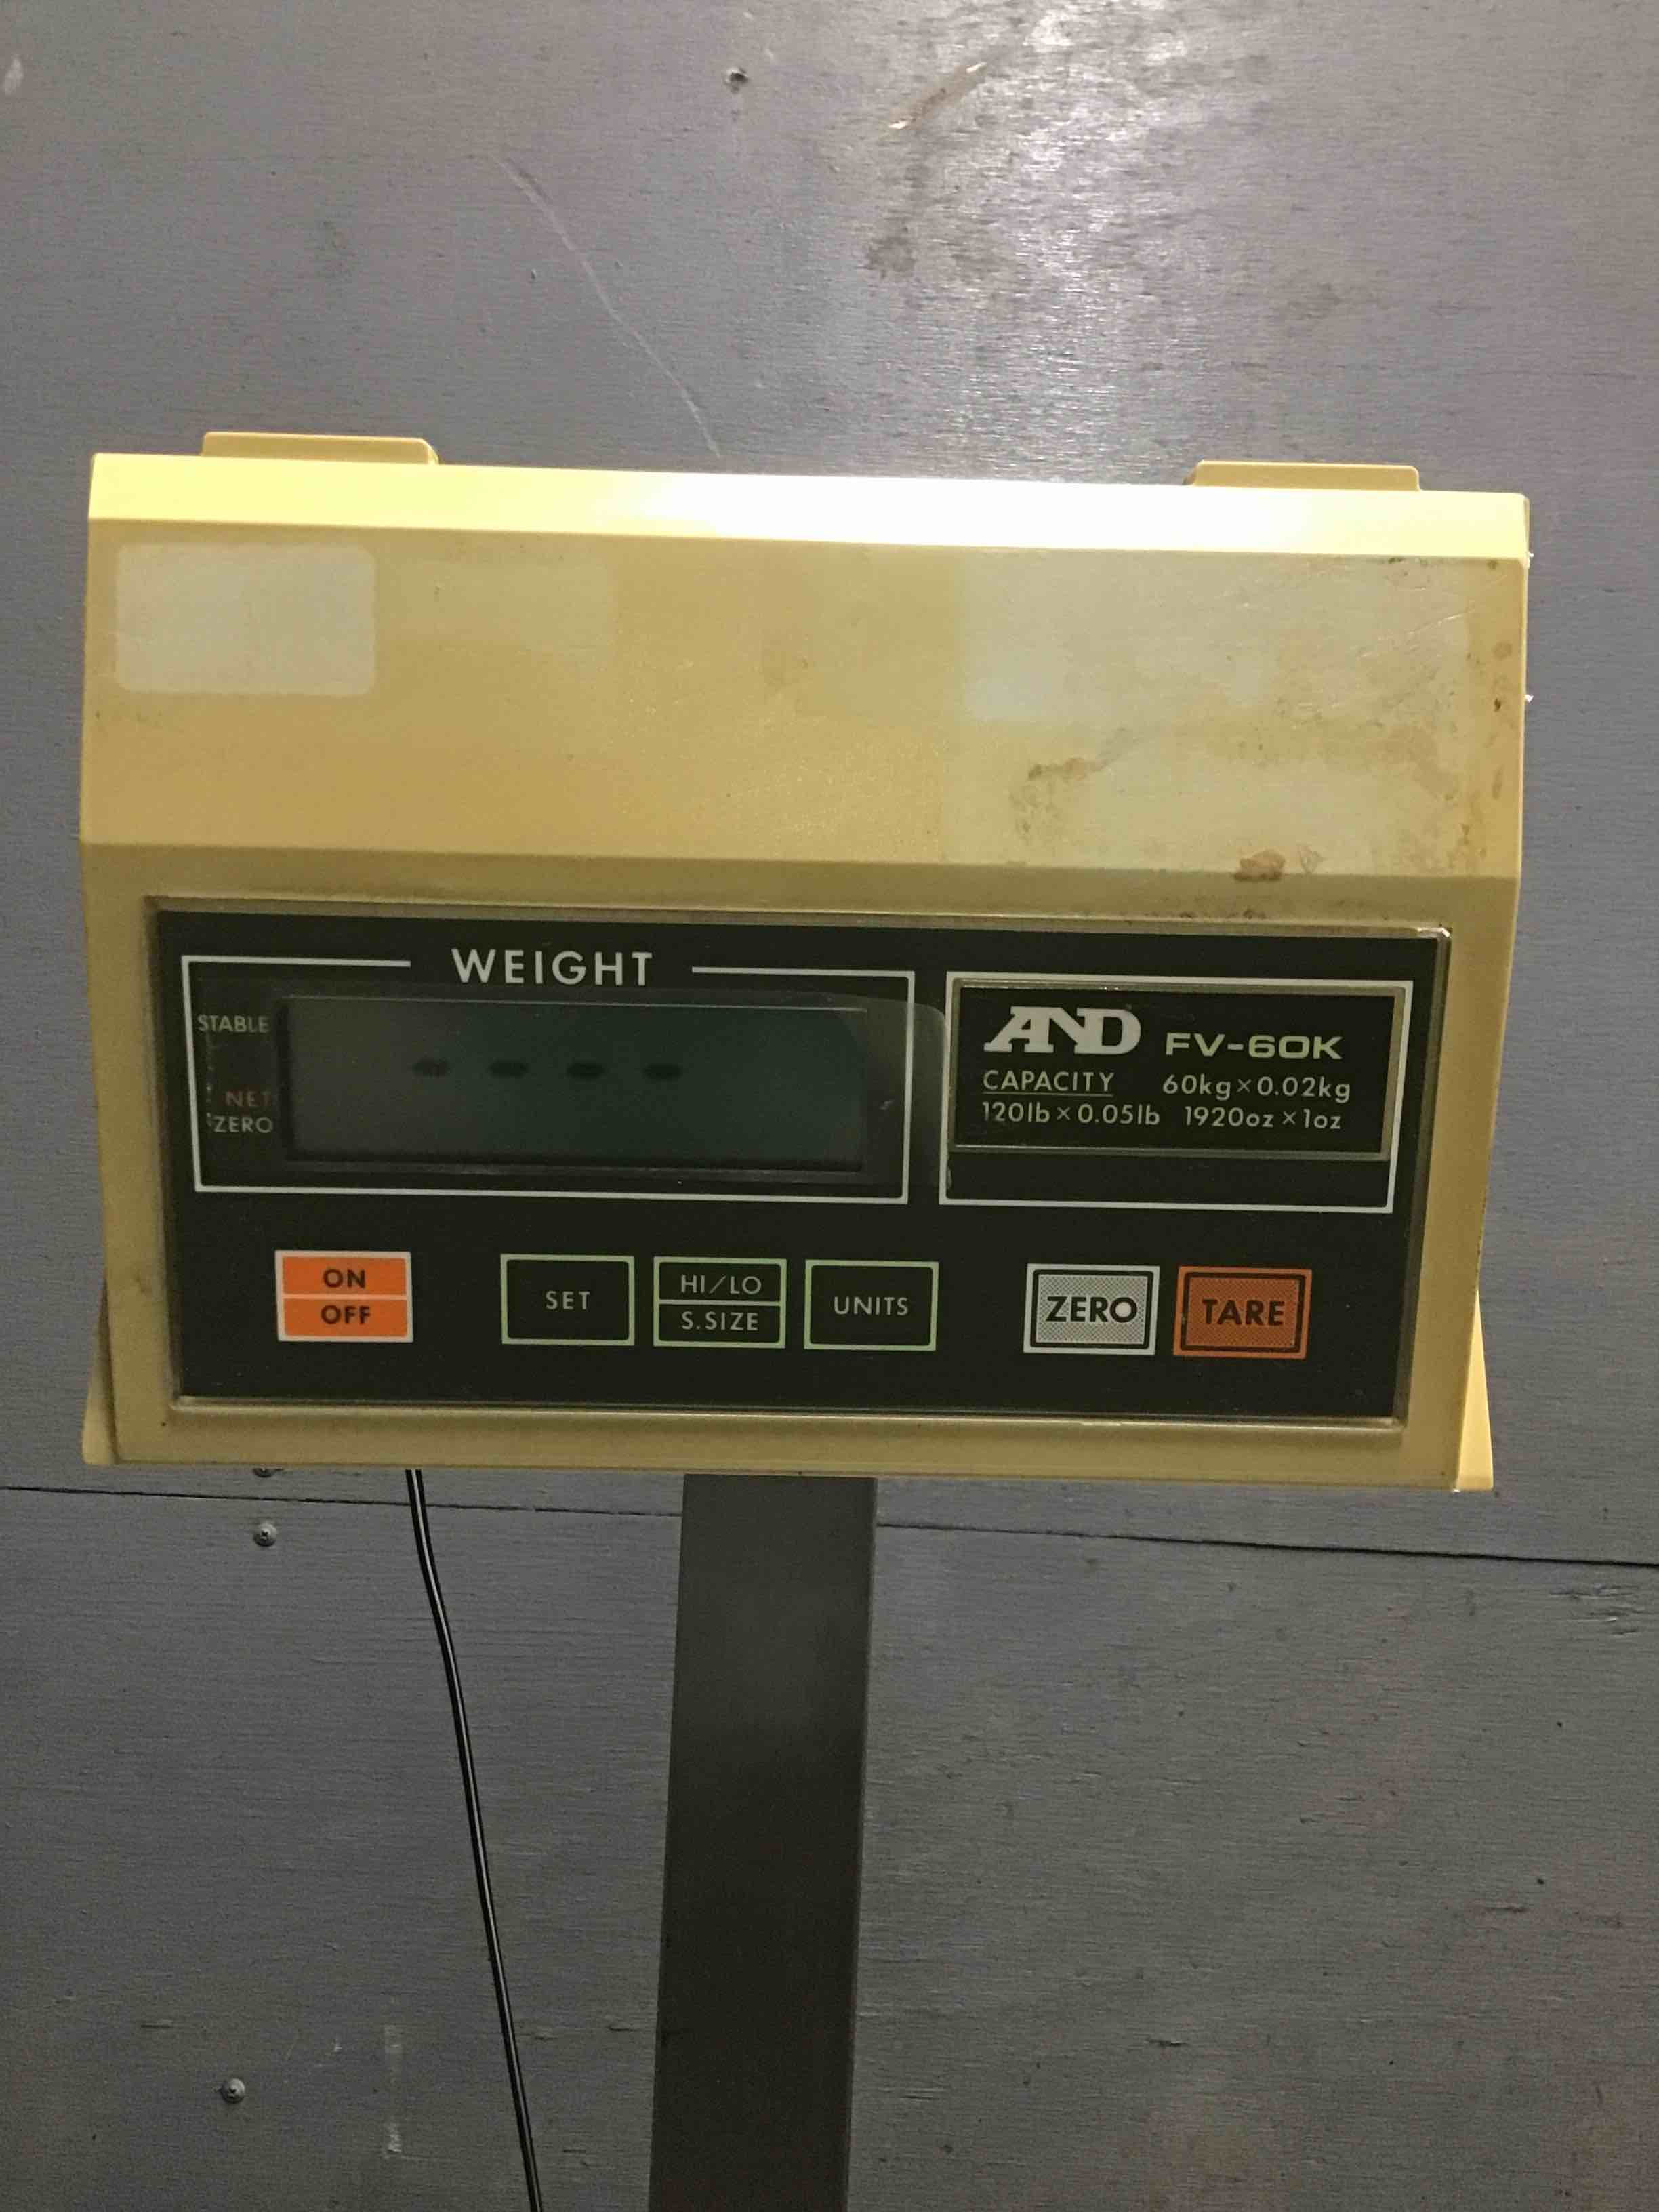 WEIGHT
STABLE
NET
ZERO
- - - -
AND FV-60K
CAPACITY 60kg×0.02kg
120lb×0.05lb 1920oz×1oz
ON
OFF
SET
HI/LO
S.SIZE
UNITS
ZERO
TARE